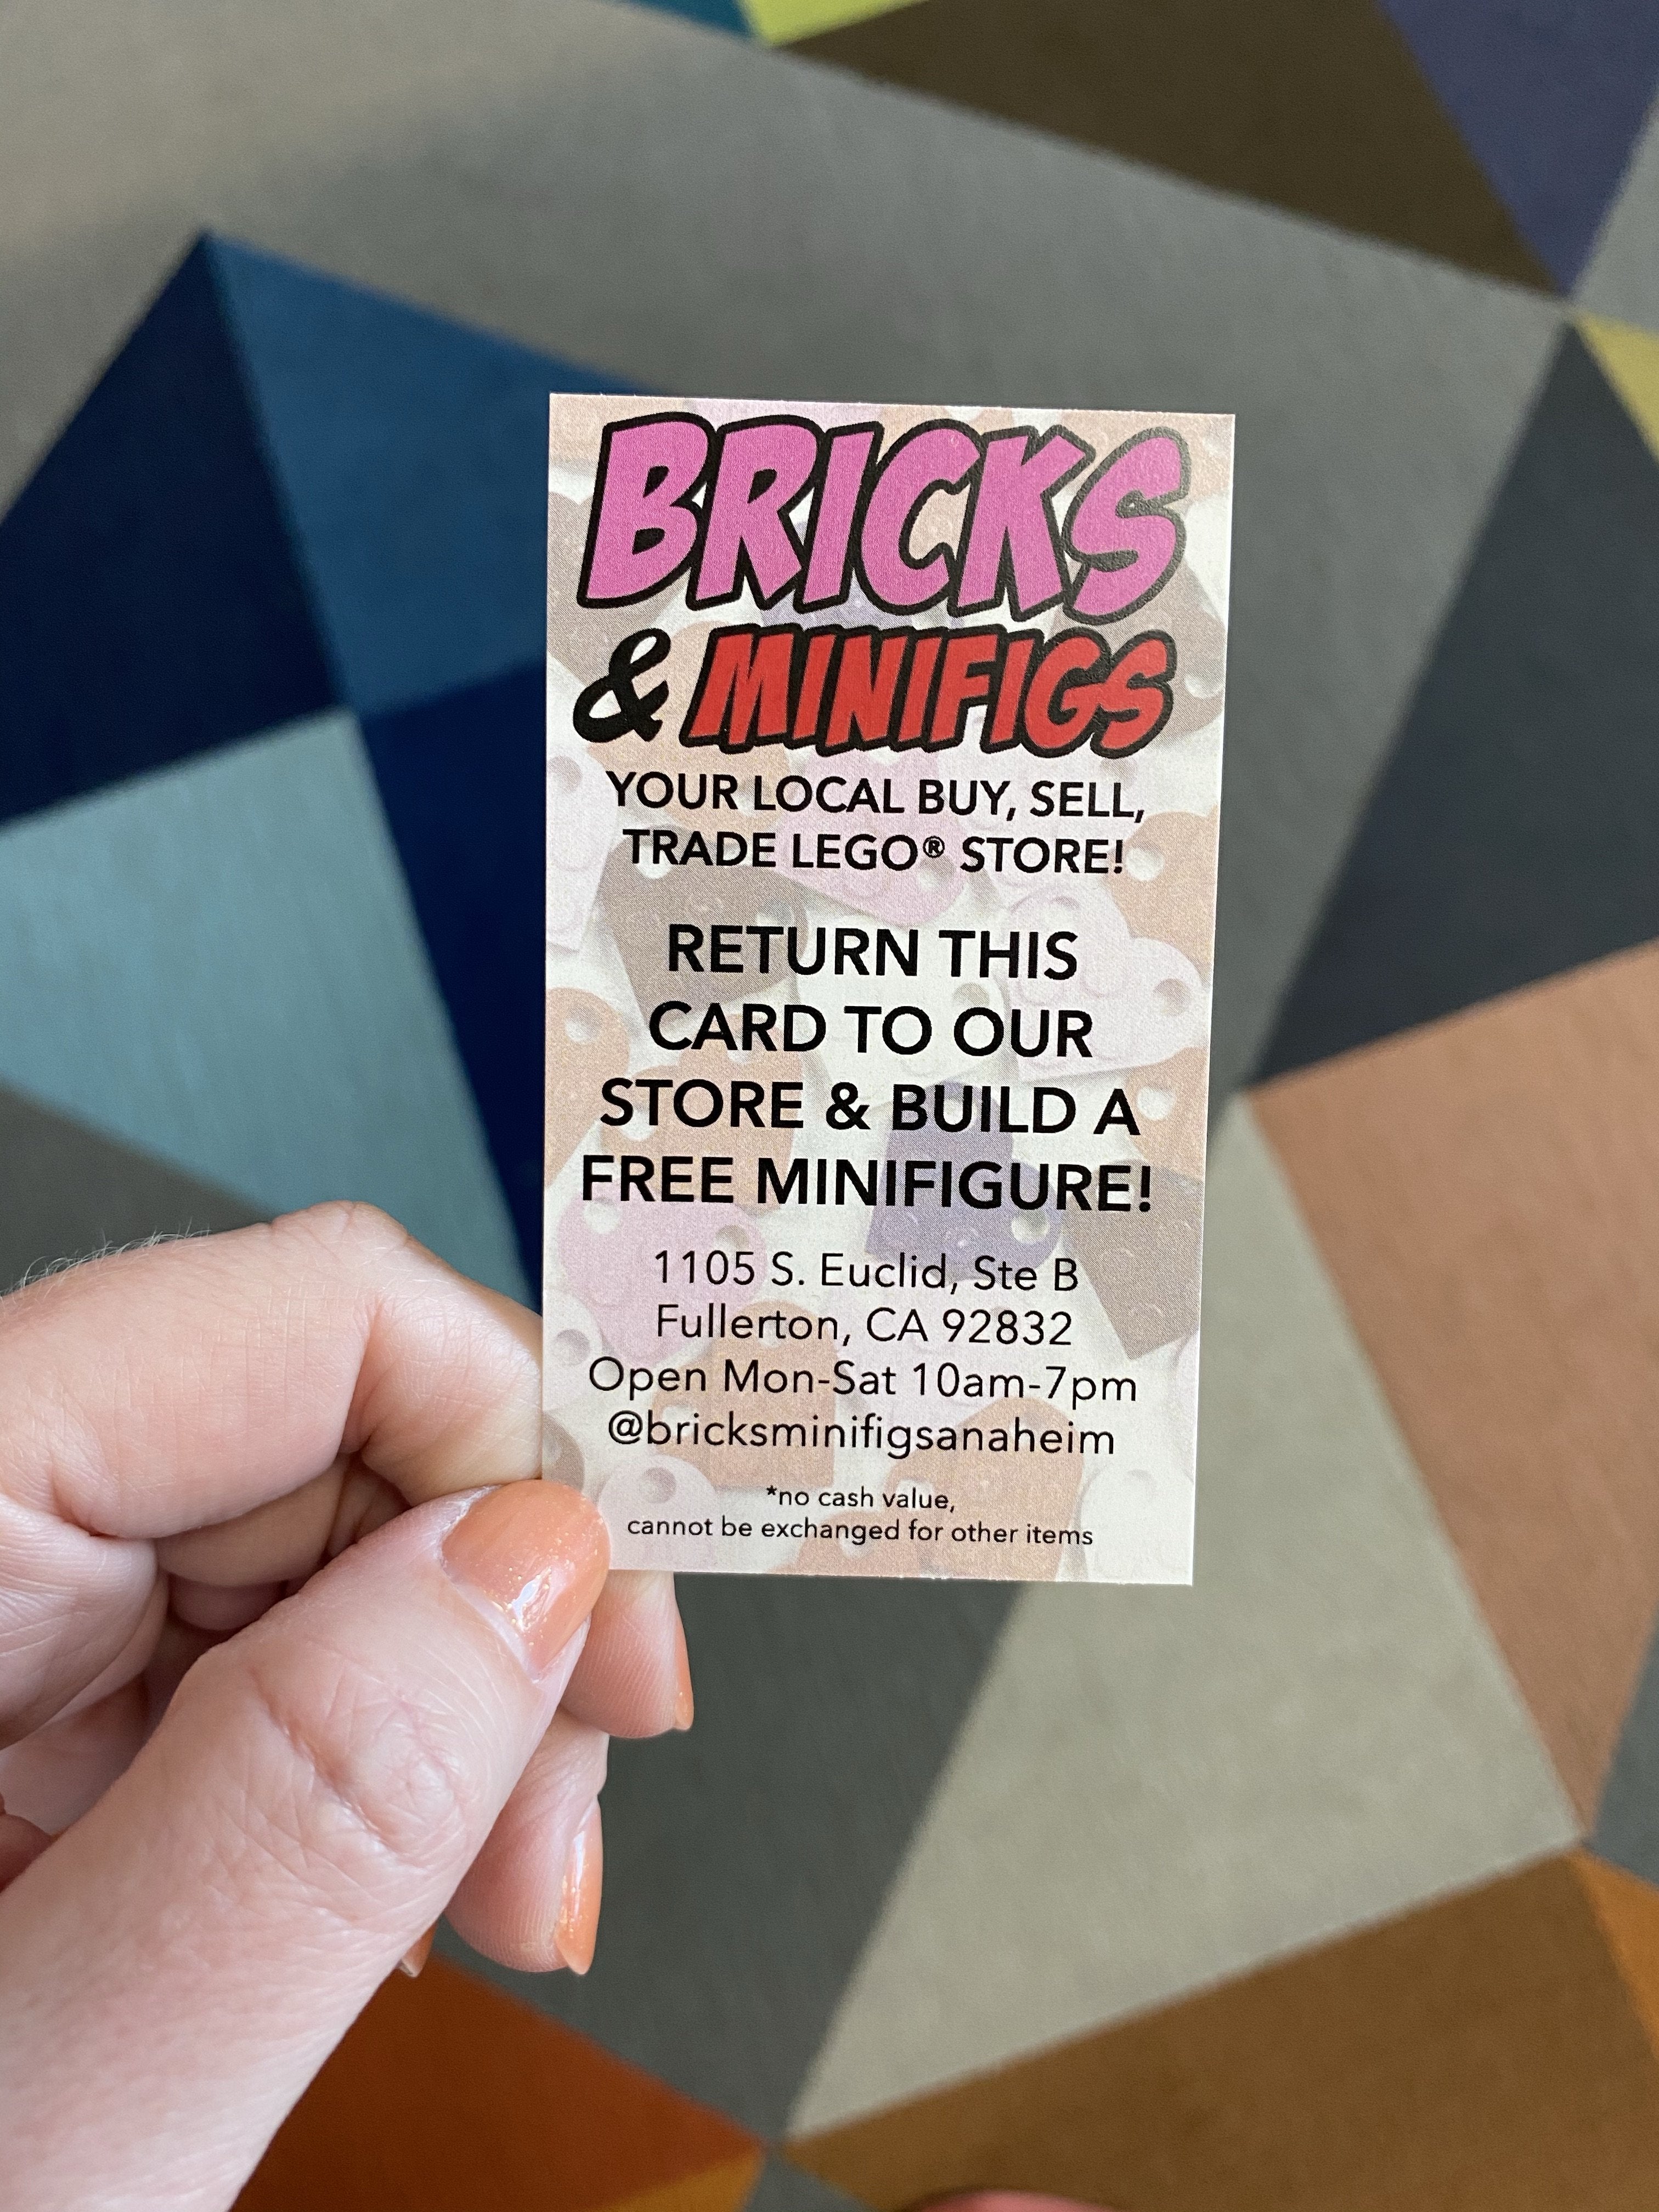 BRICKS
& MINIFIGS
YOUR LOCAL BUY, SELL,
TRADE LEGO® STORE!
RETURN THIS
CARD TO OUR
STORE & BUILD A
FREE MINIFIGURE!
1105 S. Euclid, Ste B
Fullerton, CA 92832
Open Mon-Sat 10am-7pm
@bricksminifigsanaheim
*no cash value,
cannot be exchanged for other items